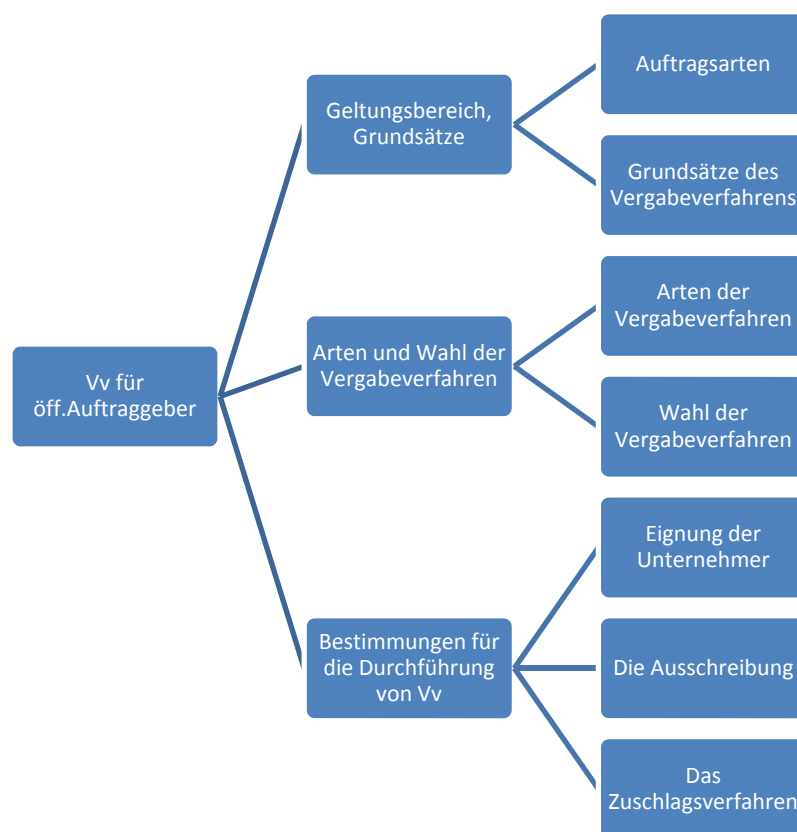 Vv für
öff.Auftraggeber
Geltungsbereich,
Grundsätze
Auftragsarten
Grundsätze des
Vergabeverfahrens
Arten und Wahl der
Vergabeverfahren
Arten der
Vergabeverfahren
Wahl der
Vergabeverfahren
Bestimmungen für
die Durchführung
von Vv
Eignung der
Unternehmer
Die Ausschreibung
Das
Zuschlagsverfahren